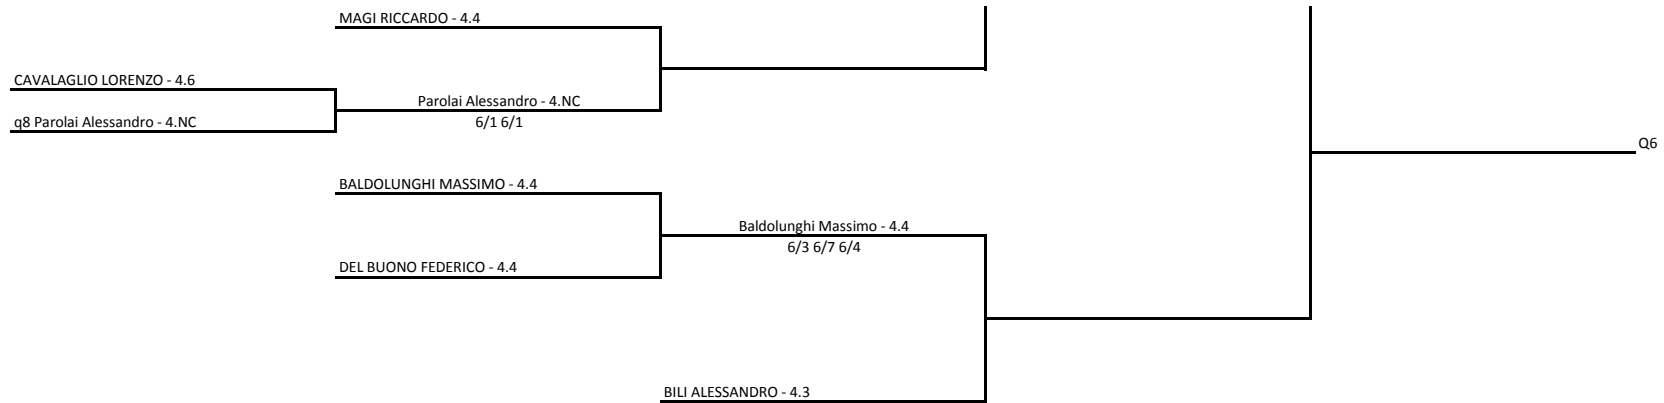 MAGI RICCARDO - 4.4
CAVALAGLIO LORENZO - 4.6
Parolai Alessandro - 4.NC
q8 Parolai Alessandro - 4.NC
6/1 6/1
Q6
BALDOLUNGHI MASSIMO - 4.4
Baldolunghi Massimo - 4.4
6/3 6/7 6/4
DEL BUONO FEDERICO - 4.4
BILI ALESSANDRO - 4.3